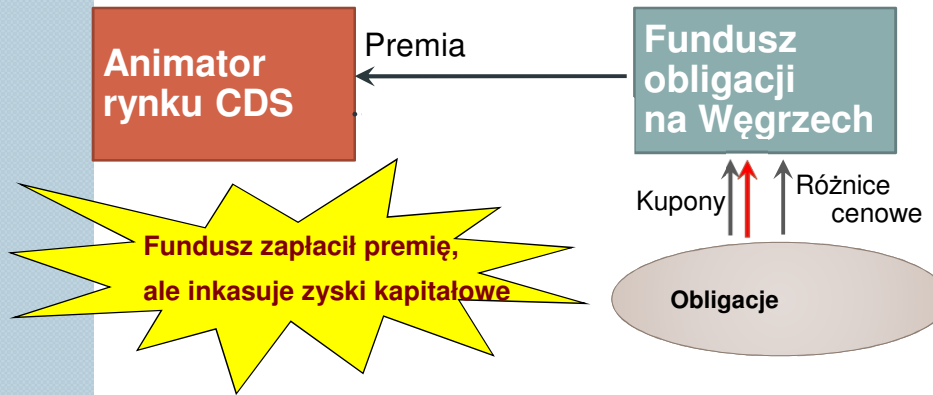 Animator
rynku CDS
Premia
Fundusz
obligacji
na Węgrzech
Kupony
Różnice
cenowe
Fundusz zapłacił premię,
ale inkasuje zyski kapitałowe
Obligacje